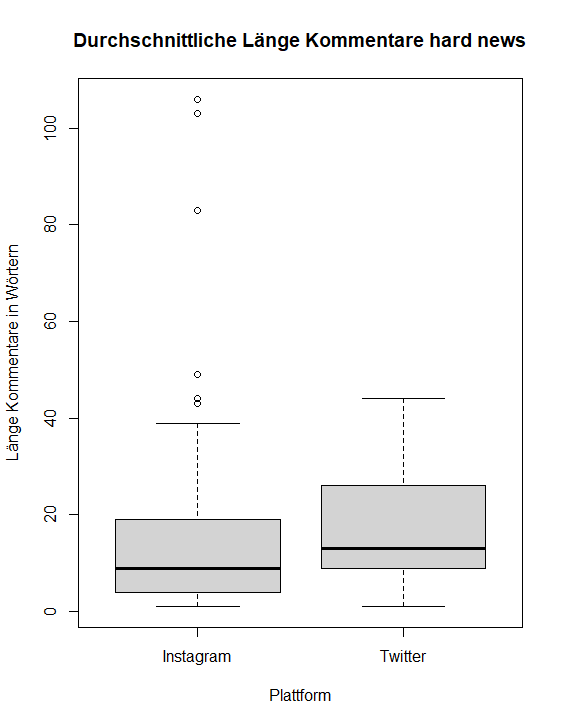 Durchschnittliche Länge Kommentare hard news
Länge Kommentare in Wörtern
100
80
60
40
20
0
Instagram
Twitter
Plattform